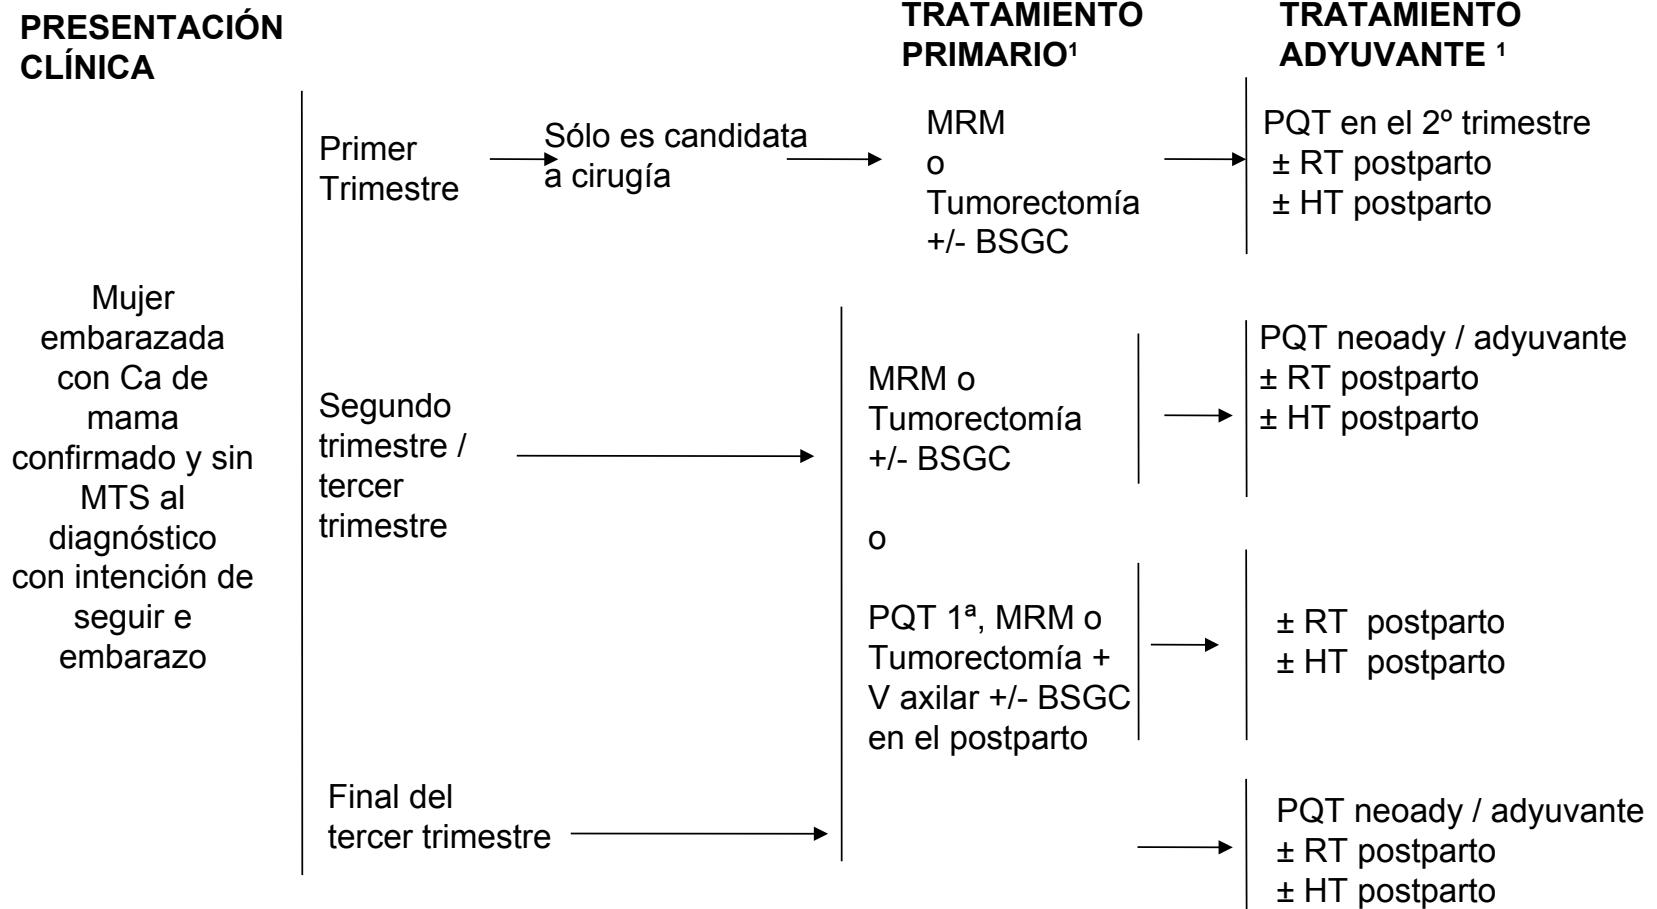 PRESENTACIÓN
CLÍNICA
TRATAMIENTO
PRIMARIO¹
TRATAMIENTO
ADYUVANTE ¹
Mujer
embarazada
con Ca de
mama
confirmado y sin
MTS al
diagnóstico
con intención de
seguir e
embarazo
Primer
Trimestre
Sólo es candidata
a cirugía
MRM
o
Tumorectomía
+/- BSGC
PQT en el 2º trimestre
± RT postparto
± HT postparto
Segundo
trimestre /
tercer
trimestre
MRM o
Tumorectomía
+/- BSGC
PQT neoady / adyuvante
± RT postparto
± HT postparto
o
PQT 1ª, MRM o
Tumorectomía +
V axilar +/- BSGC
en el postparto
± RT postparto
± HT postparto
Final del
tercer trimestre
PQT neoady / adyuvante
± RT postparto
± HT postparto